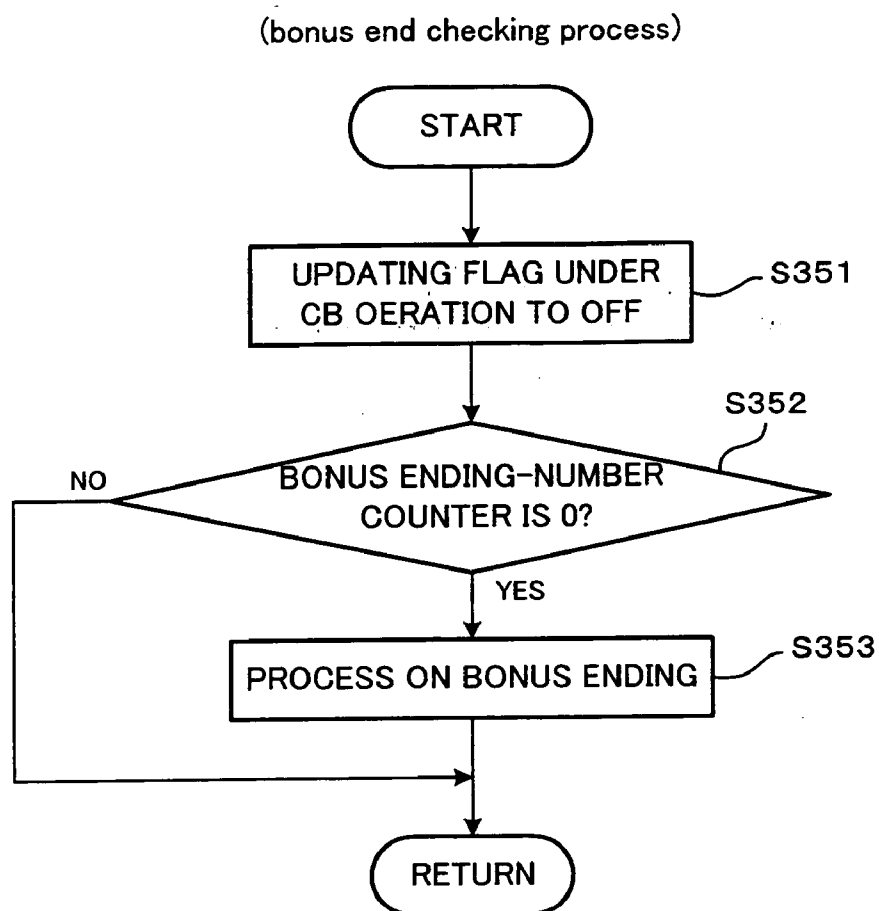 (bonus end checking process)
START
UPDATING FLAG UNDER
CB OERATION TO OFF
S351
S352
BONUS ENDING-NUMBER
COUNTER IS 0?
NO
YES
S353
PROCESS ON BONUS ENDING
RETURN